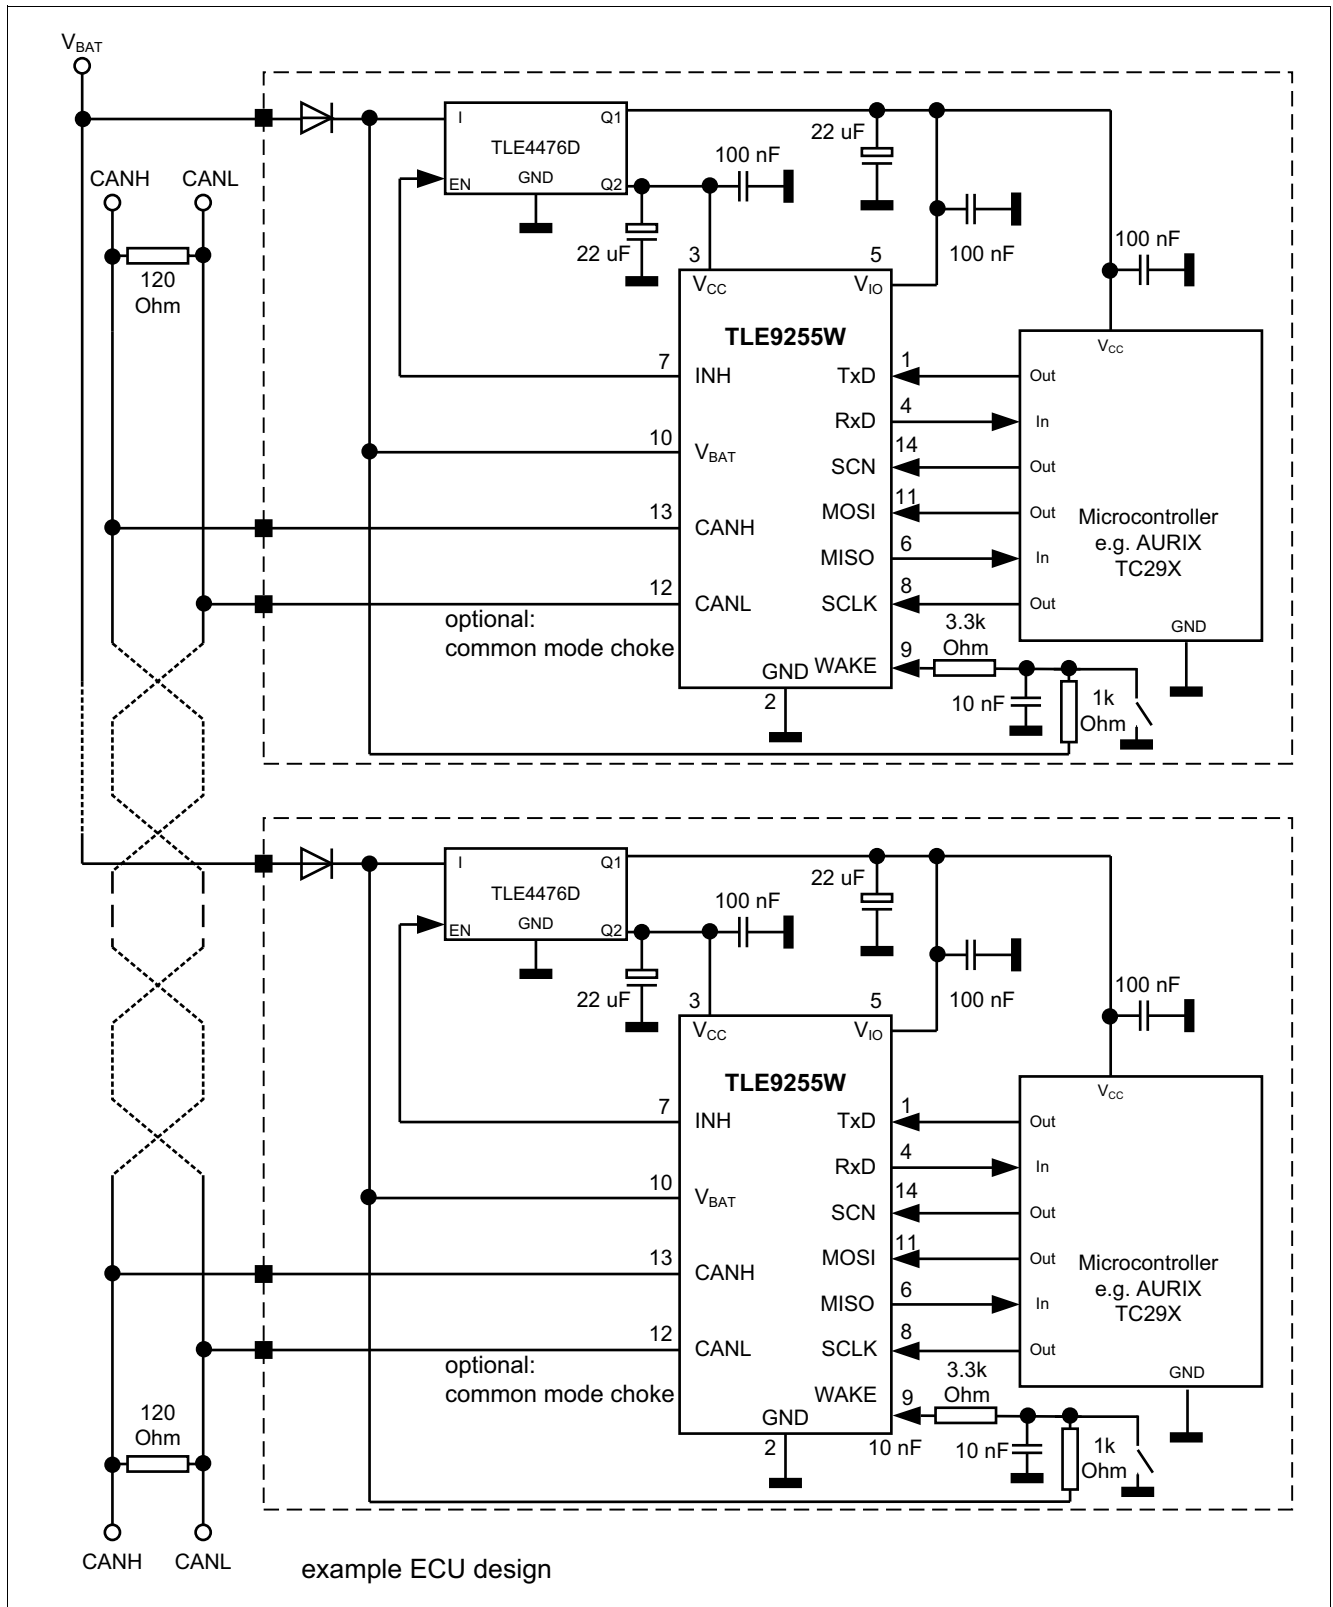 VBAT
CANH CANL
120
Ohm
I Q1
TLE4476D
EN GND Q2
22 uF
100 nF
22 uF
100 nF
100 nF
3 5
VCC VIO
TLE9255W
7 INH TxD 1 Out
RxD 4 In
10 VBAT SCN 14 Out
MOSI 11 Out
13 CANH MISO 6 In
12 CANL SCLK 8 Out
WAKE 9
GND
2
VCC
Microcontroller
e.g. AURIX
TC29X
GND
optional:
common mode choke
3.3k
Ohm
10 nF
1k
Ohm
I Q1
TLE4476D
EN GND Q2
22 uF
100 nF
22 uF
100 nF
100 nF
3 5
VCC VIO
TLE9255W
7 INH TxD 1 Out
RxD 4 In
10 VBAT SCN 14 Out
MOSI 11 Out
13 CANH MISO 6 In
12 CANL SCLK 8 Out
WAKE 9
GND
2
VCC
Microcontroller
e.g. AURIX
TC29X
GND
optional:
common mode choke
3.3k
Ohm
10 nF
10 nF
1k
Ohm
120
Ohm
CANH CANL
example ECU design